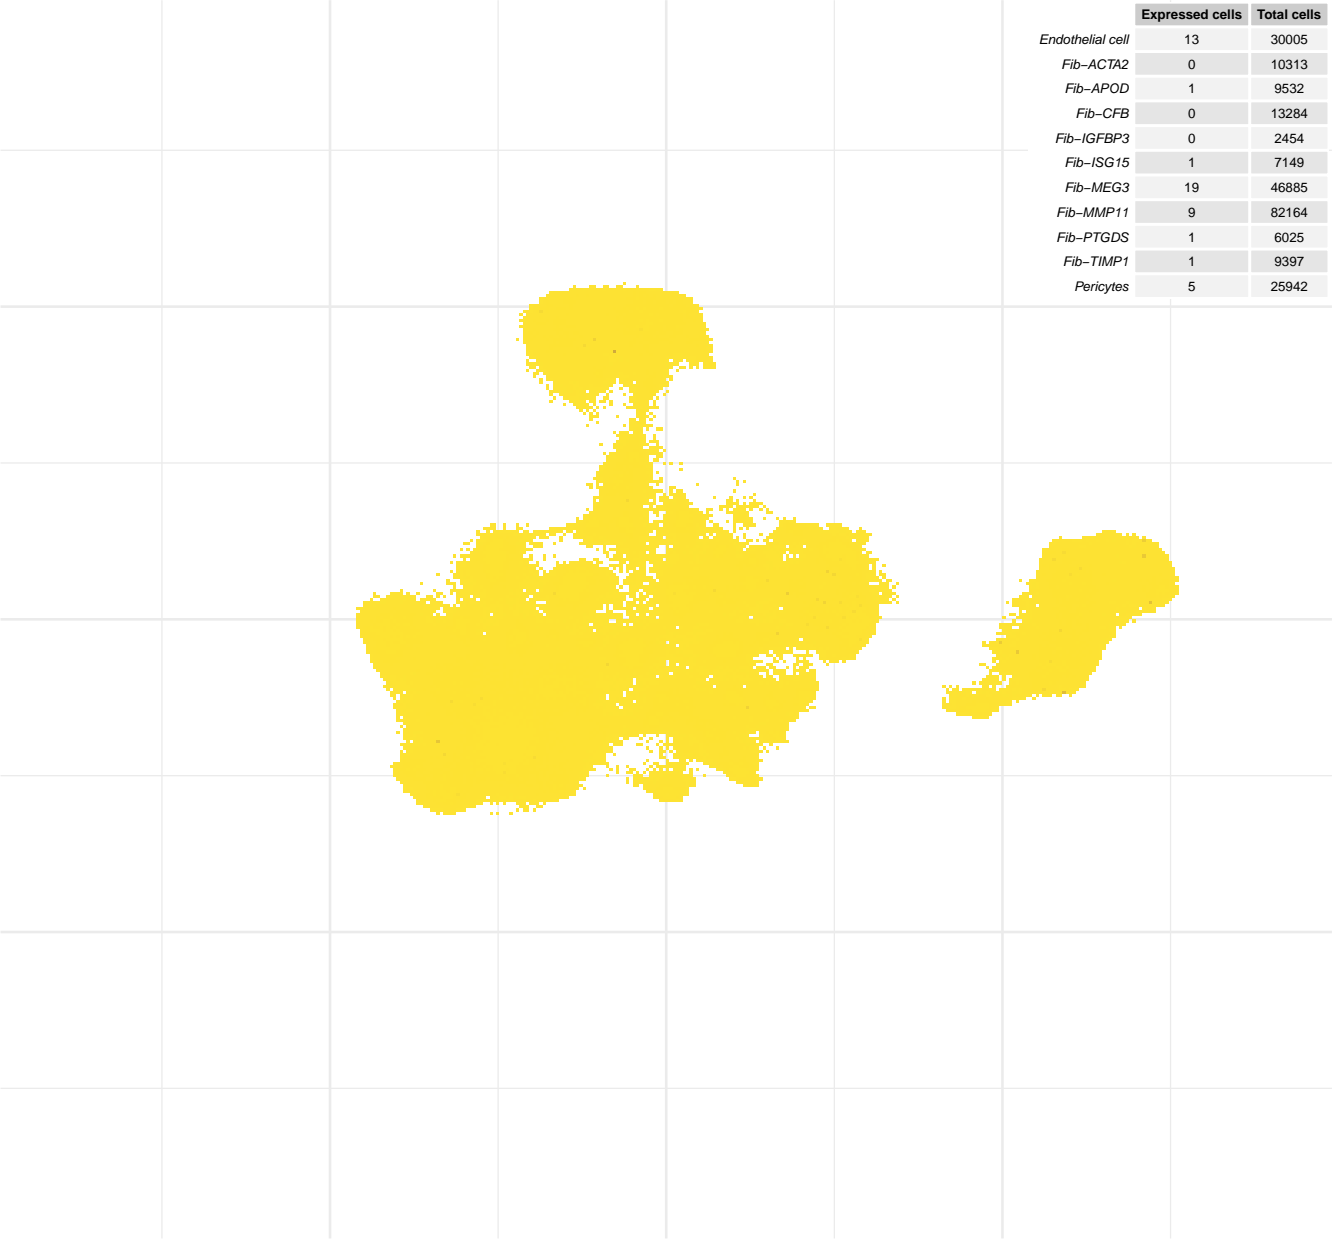 Expressed cells Total cells
Endothelial cell 13 30005
Fib−ACTA2 0 10313
Fib−APOD 1 9532
Fib−CFB 0 13284
Fib−IGFBP3 0 2454
Fib−ISG15 1 7149
Fib−MEG3 19 46885
Fib−MMP11 9 82164
Fib−PTGDS 1 6025
Fib−TIMP1 1 9397
Pericytes 5 25942